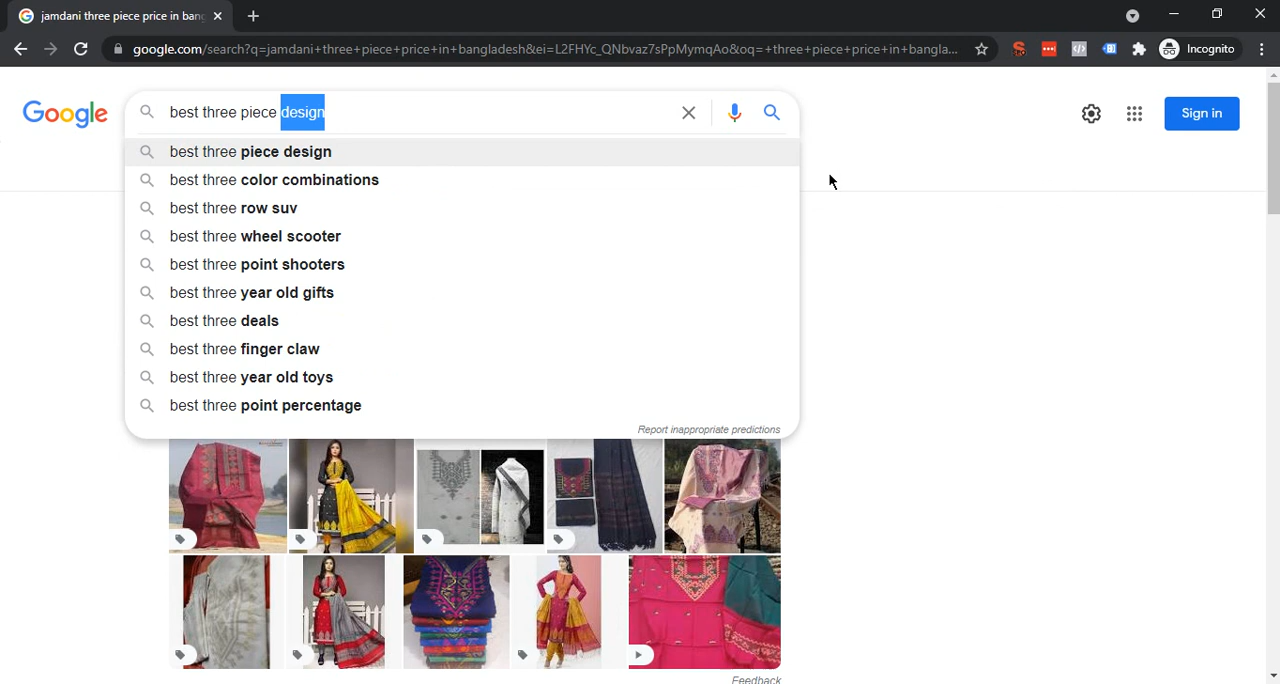 jamdani three piece price in bang
google.com/search?q=jamdani+three+piece+price+in+bangladesh&ei=L2FHYc_QNbvaz7sPpMymqAo&oq=+three+piece+price+in+bangla...
Incognito
Google
best three piece design
Sign in
best three piece design
best three color combinations
best three row suv
best three wheel scooter
best three point shooters
best three year old gifts
best three deals
best three finger claw
best three year old toys
best three point percentage
Report inappropriate predictions
Feedback